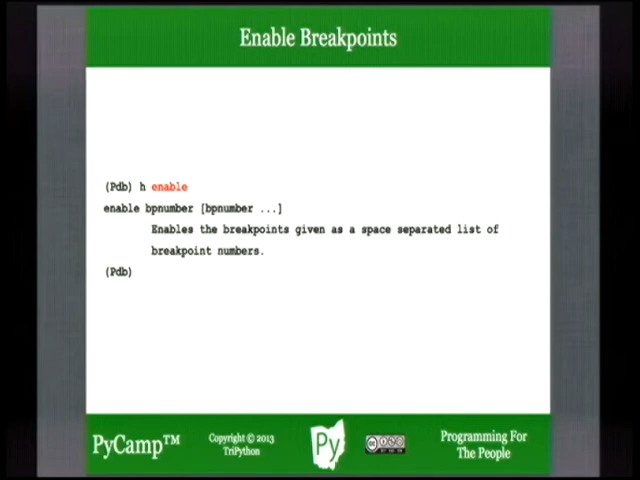 Enable Breakpoints
(Pdb) h enable
enable bpnumber [bpnumber ...]
Enables the breakpoints given as a space separated list of
breakpoint numbers.
(Pdb)
PyCamp™
Copyright © 2013
TriPython
Py
Programming For
The People